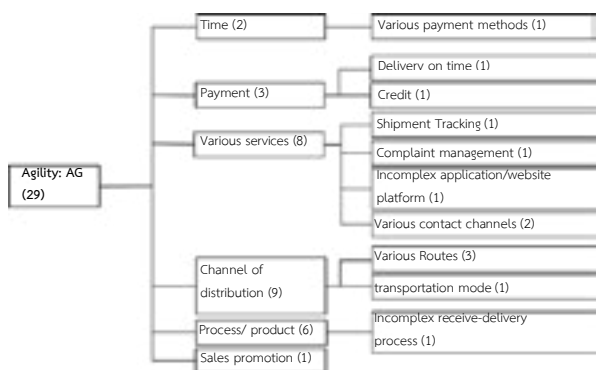 Time (2)
Various payment methods (1)
Delivery on time (1)
Payment (3)
Credit (1)
Shipment Tracking (1)
Various services (8)
Complaint management (1)
Incomplex application/website
platform (1)
Various contact channels (2)
Agility: AG
(29)
Various Routes (3)
Channel of
distribution (9)
transportation mode (1)
Process/ product (6)
Incomplex receive-delivery
process (1)
Sales promotion (1)